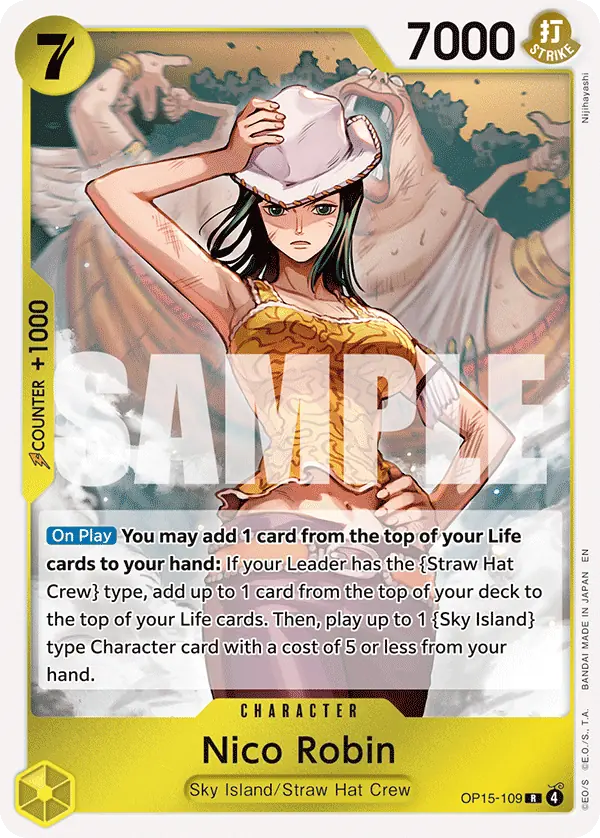 7
7000
打
STRIKE
Nijihayashi
COUNTER +1000
SAMPLE
On Play You may add 1 card from the top of your Life
cards to your hand: If your Leader has the {Straw Hat
Crew} type, add up to 1 card from the top of your deck to
the top of your Life cards. Then, play up to 1 {Sky Island}
type Character card with a cost of 5 or less from your
hand.
CHARACTER
Nico Robin
Sky Island/Straw Hat Crew
OP15-109 R 4
©E.O/S ©E.O./S., T.A. BANDAI MADE IN JAPAN EN